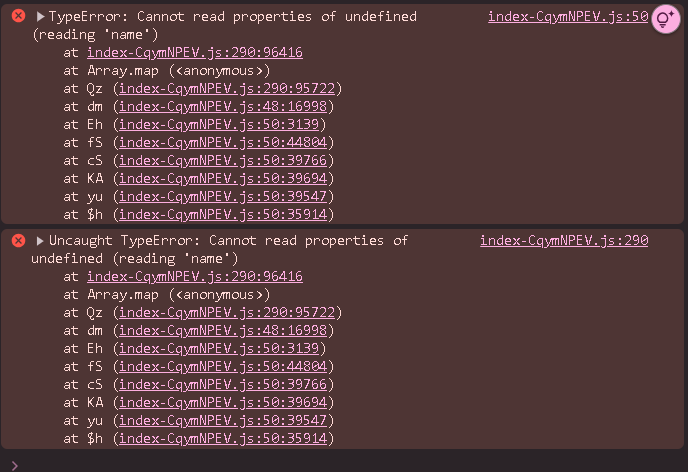 TypeError: Cannot read properties of undefined index-CqymNPEV.js:50
(reading 'name')
at index-CqymNPEV.js:290:96416
at Array.map (<anonymous>)
at Qz (index-CqymNPEV.js:290:95722)
at dm (index-CqymNPEV.js:48:16998)
at Eh (index-CqymNPEV.js:50:3139)
at fS (index-CqymNPEV.js:50:44804)
at cS (index-CqymNPEV.js:50:39766)
at KA (index-CqymNPEV.js:50:39694)
at yu (index-CqymNPEV.js:50:39547)
at $h (index-CqymNPEV.js:50:35914)
Uncaught TypeError: Cannot read properties of index-CqymNPEV.js:290
undefined (reading 'name')
at index-CqymNPEV.js:290:96416
at Array.map (<anonymous>)
at Qz (index-CqymNPEV.js:290:95722)
at dm (index-CqymNPEV.js:48:16998)
at Eh (index-CqymNPEV.js:50:3139)
at fS (index-CqymNPEV.js:50:44804)
at cS (index-CqymNPEV.js:50:39766)
at KA (index-CqymNPEV.js:50:39694)
at yu (index-CqymNPEV.js:50:39547)
at $h (index-CqymNPEV.js:50:35914)